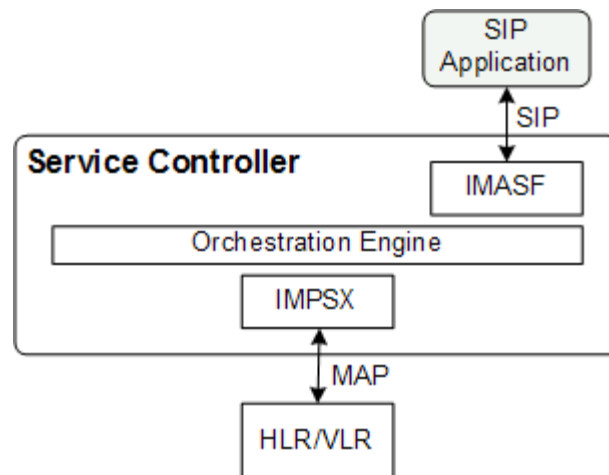 SIP
Application
SIP
Service Controller
IMASF
Orchestration Engine
IMPSX
MAP
HLR/VLR